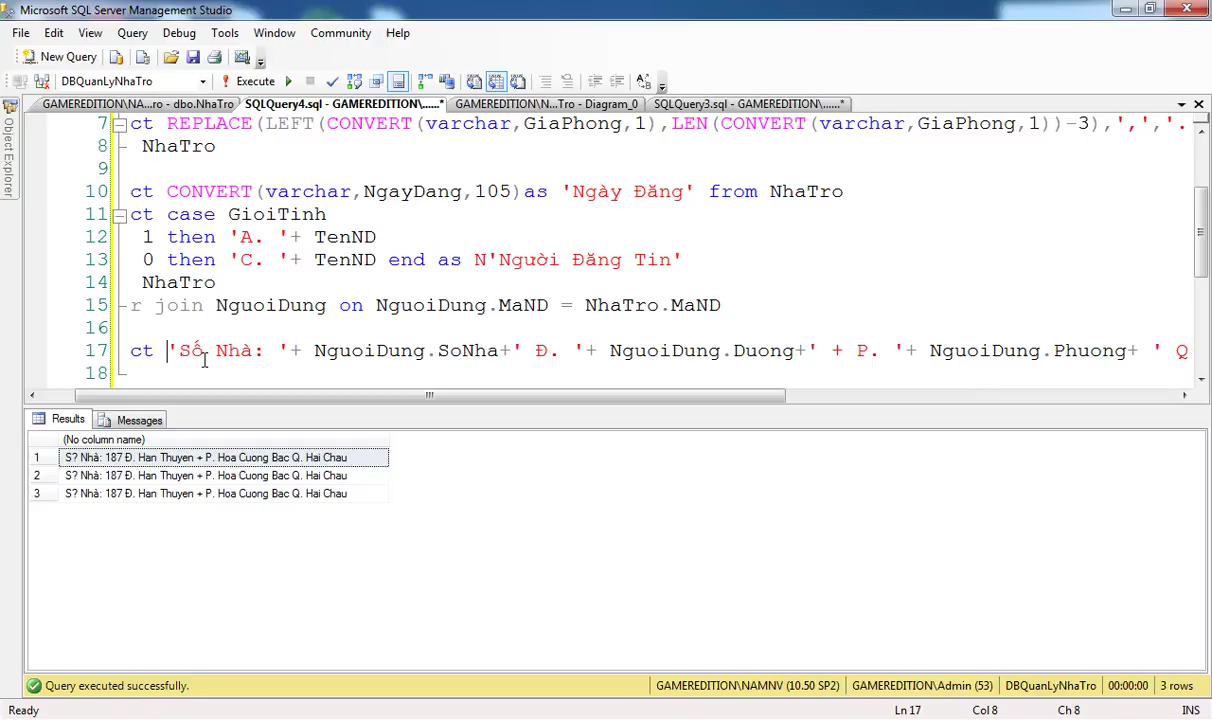 Microsoft SQL Server Management Studio
File Edit View Query Debug Tools Window Community Help
New Query
DBQuanLyNhaTro Execute
GAMEREDITION\NA...ro - dbo.NhaTro SQLQuery4.sql - GAMEREDITION\......* GAMEREDITION\N...Tro - Diagram_0 SQLQuery3.sql - GAMEREDITION\......*
Object Explorer
7 ct REPLACE(LEFT(CONVERT(varchar,GiaPhong,1),LEN(CONVERT(varchar,GiaPhong,1))-3),',','.
8 NhaTro
9
10 ct CONVERT(varchar,NgayDang,105)as 'Ngày Đăng' from NhaTro
11 ct case GioiTinh
12 1 then 'A. '+ TenND
13 0 then 'C. '+ TenND end as N'Người Đăng Tin'
14 NhaTro
15 r join NguoiDung on NguoiDung.MaND = NhaTro.MaND
16
17 ct 'Số Nhà: '+ NguoiDung.SoNha+' Đ. '+ NguoiDung.Duong+' + P. '+ NguoiDung.Phuong+ ' Q
18
Results Messages
(No column name)
1 S? Nhà: 187 Đ. Han Thuyen + P. Hoa Cuong Bac Q. Hai Chau
2 S? Nhà: 187 Đ. Han Thuyen + P. Hoa Cuong Bac Q. Hai Chau
3 S? Nhà: 187 Đ. Han Thuyen + P. Hoa Cuong Bac Q. Hai Chau
Query executed successfully. GAMEREDITION\NAMNV (10.50 SP2) GAMEREDITION\Admin (53) DBQuanLyNhaTro 00:00:00 3 rows
Ready Ln 17 Col 8 Ch 8 INS